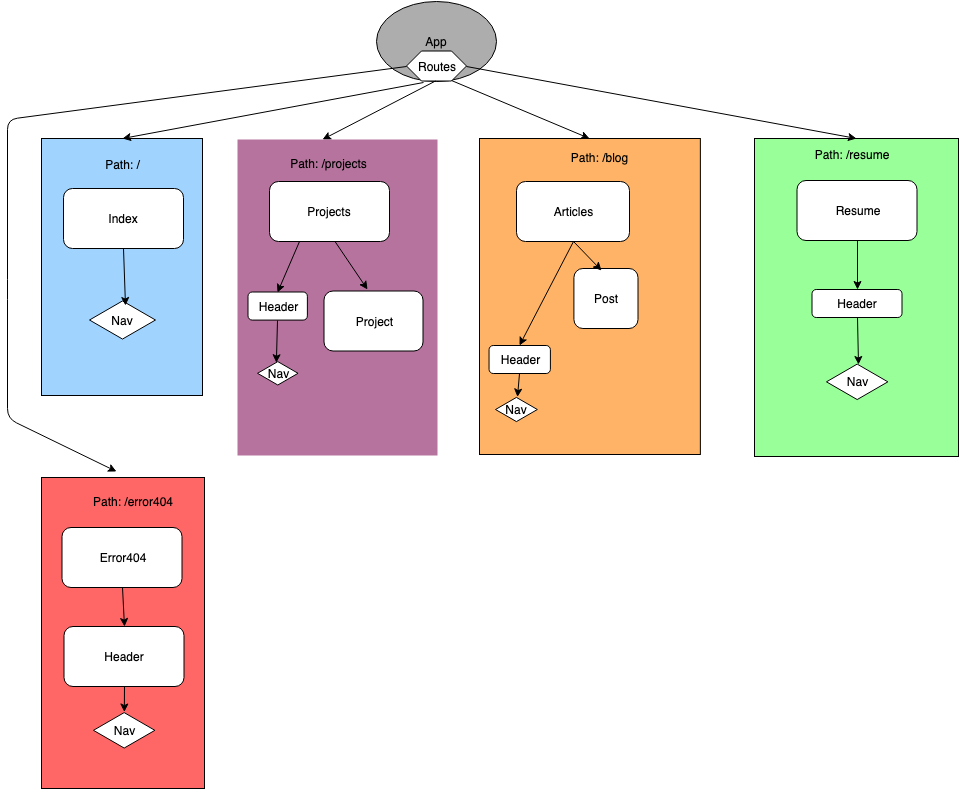 App
Routes
Path: /
Index
Nav
Path: /projects
Projects
Header
Project
Nav
Path: /blog
Articles
Post
Header
Nav
Path: /resume
Resume
Header
Nav
Path: /error404
Error404
Header
Nav